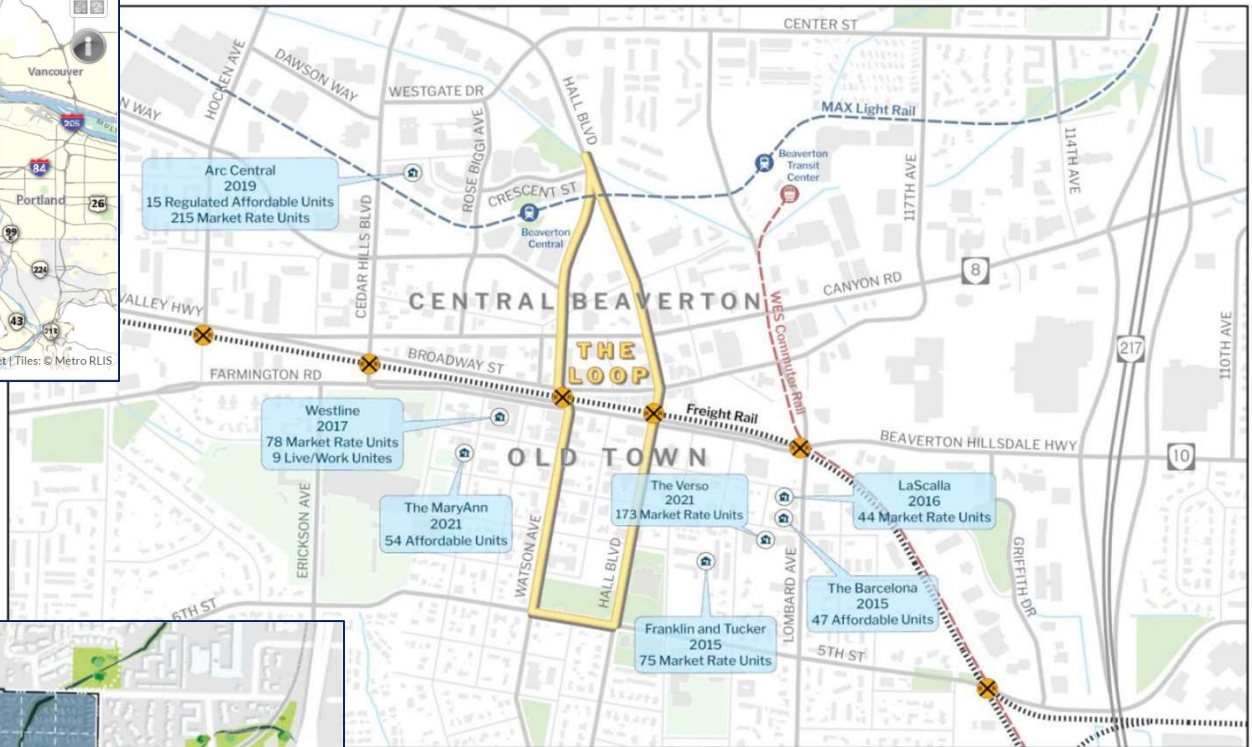 Vancouver
205
84
Portland
26
99
224
43
213
Tiles: © Metro RLIS
CENTER ST
HOCKEN AVE
DAWSON WAY
N WAY
WESTGATE DR
HALL BLVD
ROSE BIGGI AVE
MAX Light Rail
Beaverton
Transit
Center
117TH AVE
114TH AVE
Arc Central
2019
15 Regulated Affordable Units
215 Market Rate Units
CRESCENT ST
Beaverton
Central
CEDAR HILLS BLVD
CANYON RD
8
VALLEY HWY
CENTRAL BEAVERTON
WES Commuter Rail
217
110TH AVE
THE
LOOP
BROADWAY ST
FARMINGTON RD
Freight Rail
BEAVERTON HILLSDALE HWY
10
Westline
2017
78 Market Rate Units
9 Live/Work Unites
OLD TOWN
The MaryAnn
2021
54 Affordable Units
The Verso
2021
173 Market Rate Units
LaScalla
2016
44 Market Rate Units
ERICKSON AVE
WATSON AVE
HALL BLVD
LOMBARD AVE
GRIFFITH DR
The Barcelona
2015
47 Affordable Units
6TH ST
Franklin and Tucker
2015
75 Market Rate Units
5TH ST